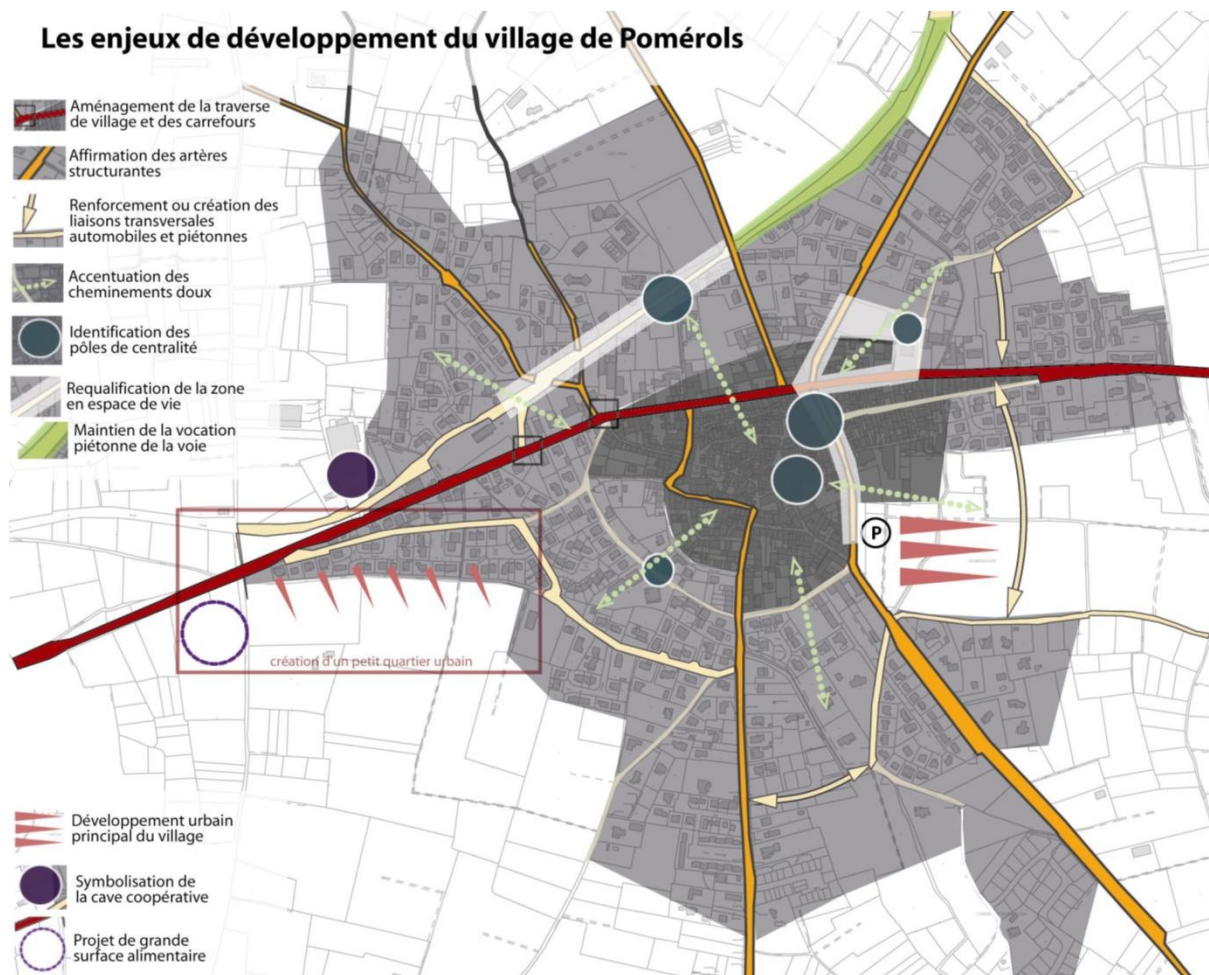 Les enjeux de développement du village de Pomérols
Aménagement de la traverse
de village et des carrefours
Affirmation des artères
structurantes
Renforcement ou création des
liaisons transversales
automobiles et piétonnes
Accentuation des
cheminements doux
Identification des
pôles de centralité
Requalification de la zone
en espace de vie
Maintien de la vocation
piétonne de la voie
P
création d'un petit quartier urbain
Développement urbain
principal du village
Symbolisation de
la cave coopérative
Projet de grande
surface alimentaire